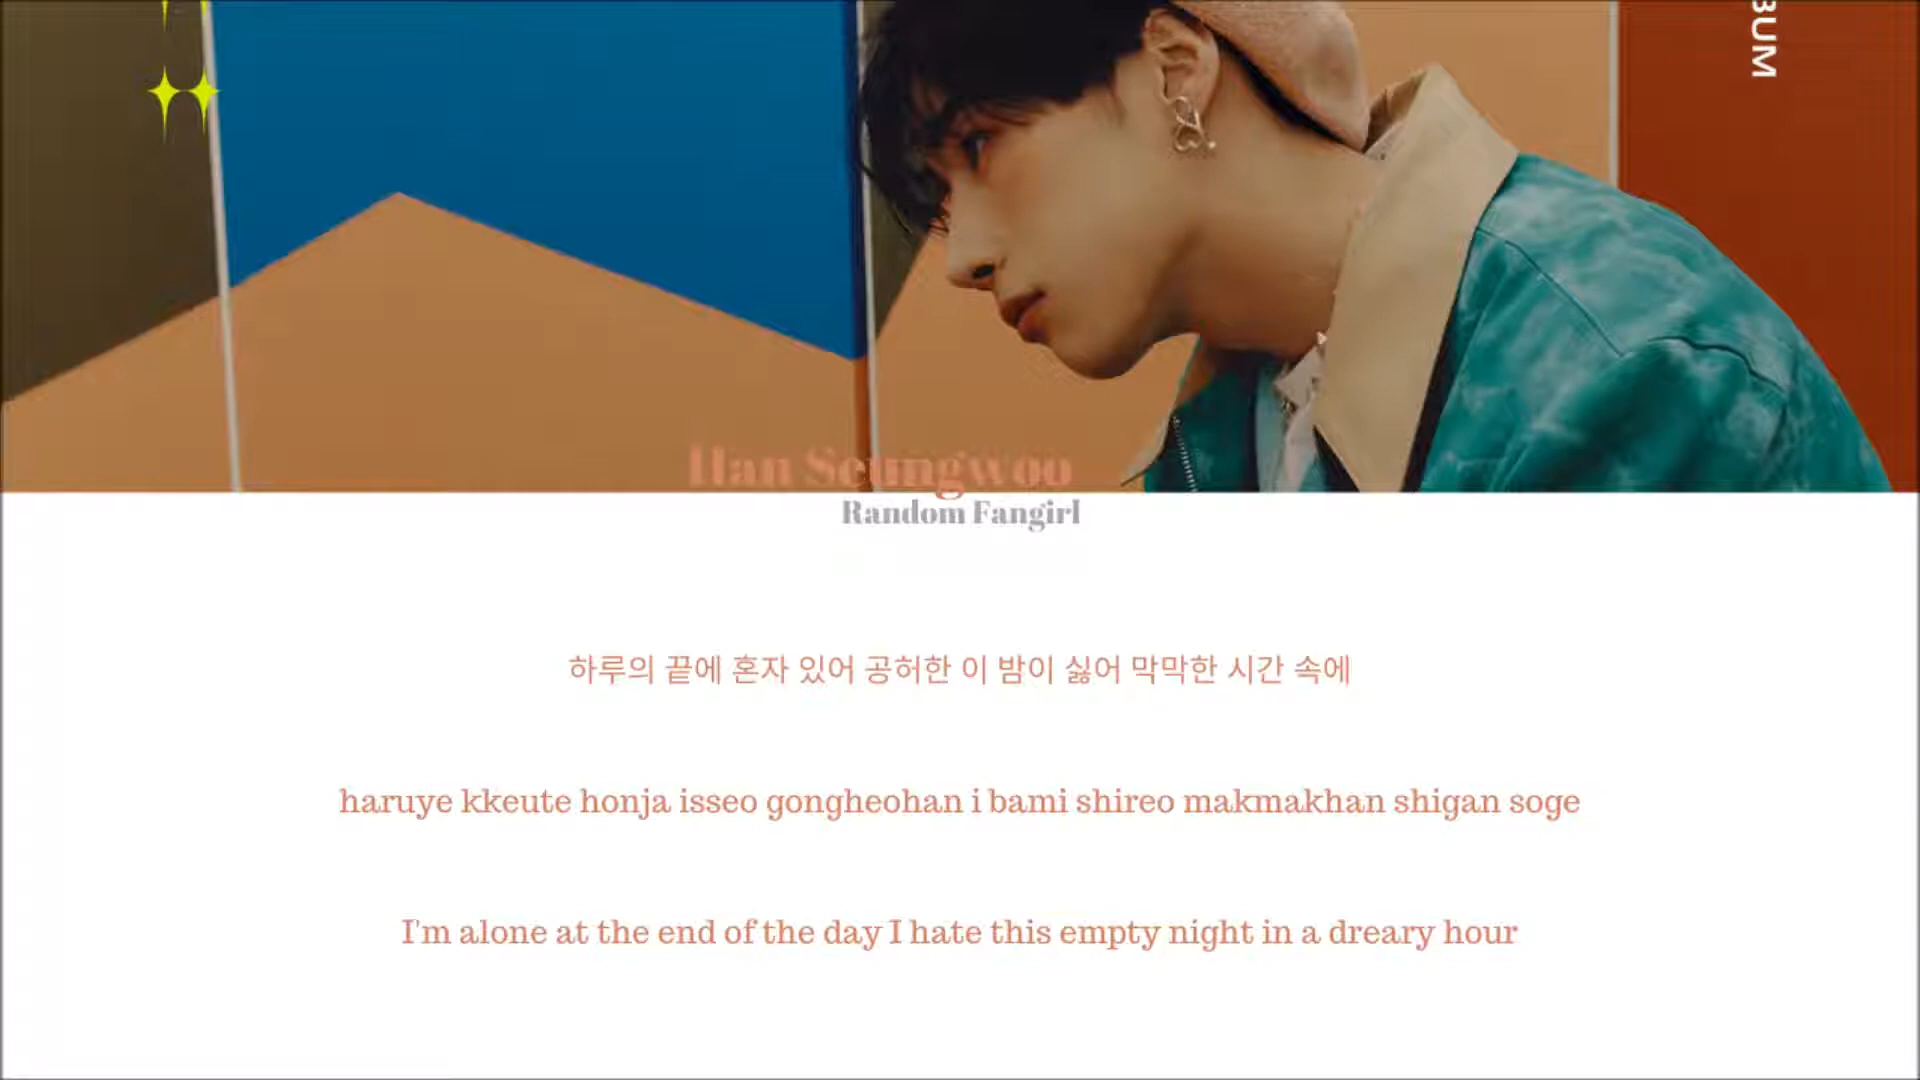 BUM
Han Seungwoo
Random Fangirl
하루의 끝에 혼자 있어 공허한 이 밤이 싫어 막막한 시간 속에
haruye kkeute honja isseo gongheohan i bami shireo makmakhan shigan soge
I'm alone at the end of the day I hate this empty night in a dreary hour